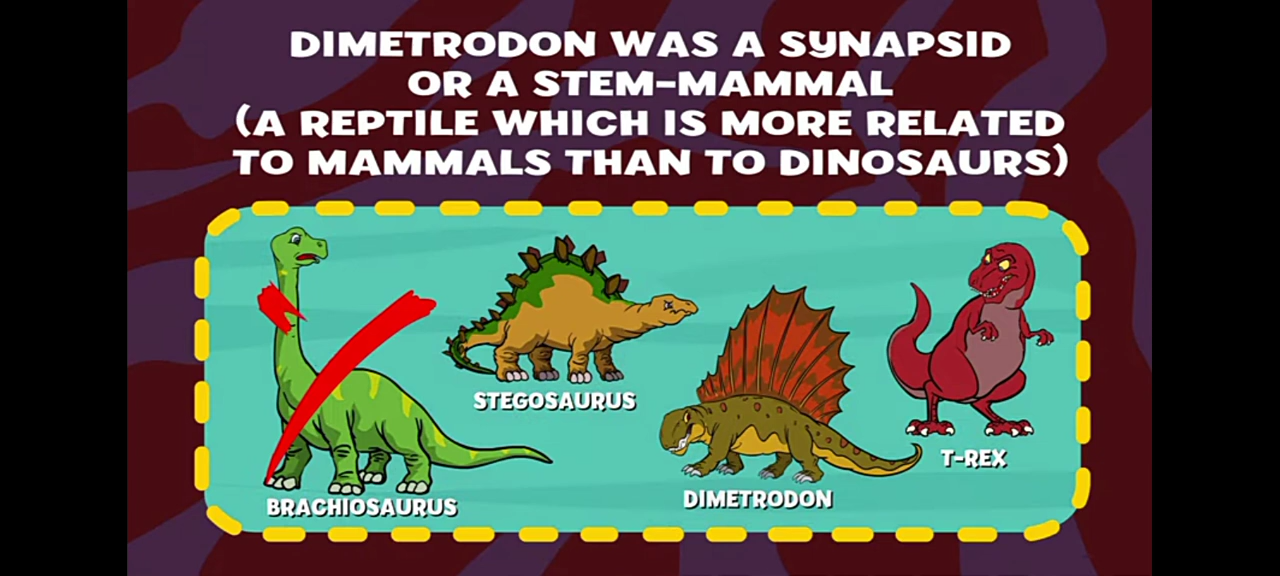 DIMETRODON WAS A SYNAPSID
OR A STEM-MAMMAL
(A REPTILE WHICH IS MORE RELATED
TO MAMMALS THAN TO DINOSAURS)
STEGOSAURUS
T-REX
DIMETRODON
BRACHIOSAURUS